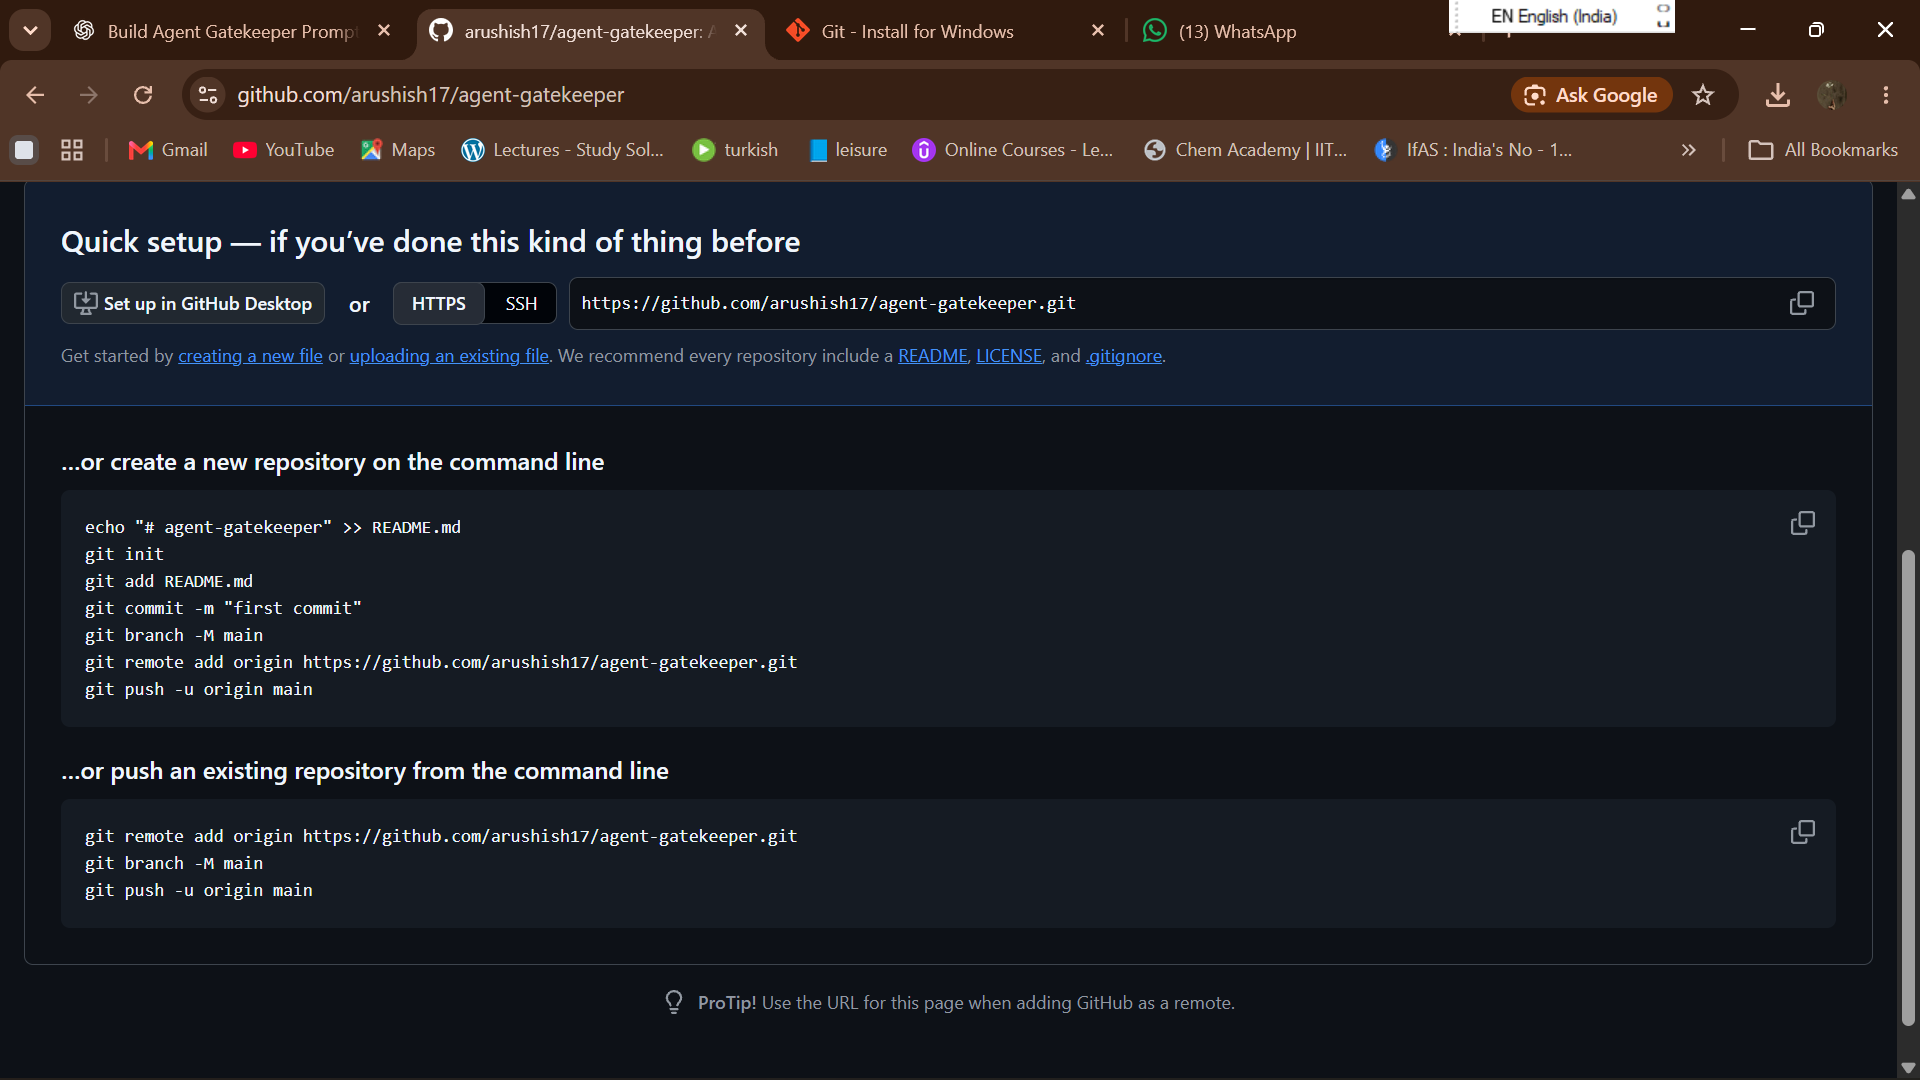 Build Agent Gatekeeper Promp
arushish17/agent-gatekeeper: A
Git - Install for Windows
(13) WhatsApp
EN English (India)
github.com/arushish17/agent-gatekeeper
Ask Google
Gmail
YouTube
Maps
Lectures - Study Sol...
turkish
leisure
Online Courses - Le...
Chem Academy | IIT...
IfAS : India's No - 1...
All Bookmarks
Quick setup — if you’ve done this kind of thing before
Set up in GitHub Desktop or HTTPS SSH https://github.com/arushish17/agent-gatekeeper.git
Get started by creating a new file or uploading an existing file. We recommend every repository include a README, LICENSE, and .gitignore.
…or create a new repository on the command line
echo "# agent-gatekeeper" >> README.md
git init
git add README.md
git commit -m "first commit"
git branch -M main
git remote add origin https://github.com/arushish17/agent-gatekeeper.git
git push -u origin main
…or push an existing repository from the command line
git remote add origin https://github.com/arushish17/agent-gatekeeper.git
git branch -M main
git push -u origin main
ProTip! Use the URL for this page when adding GitHub as a remote.